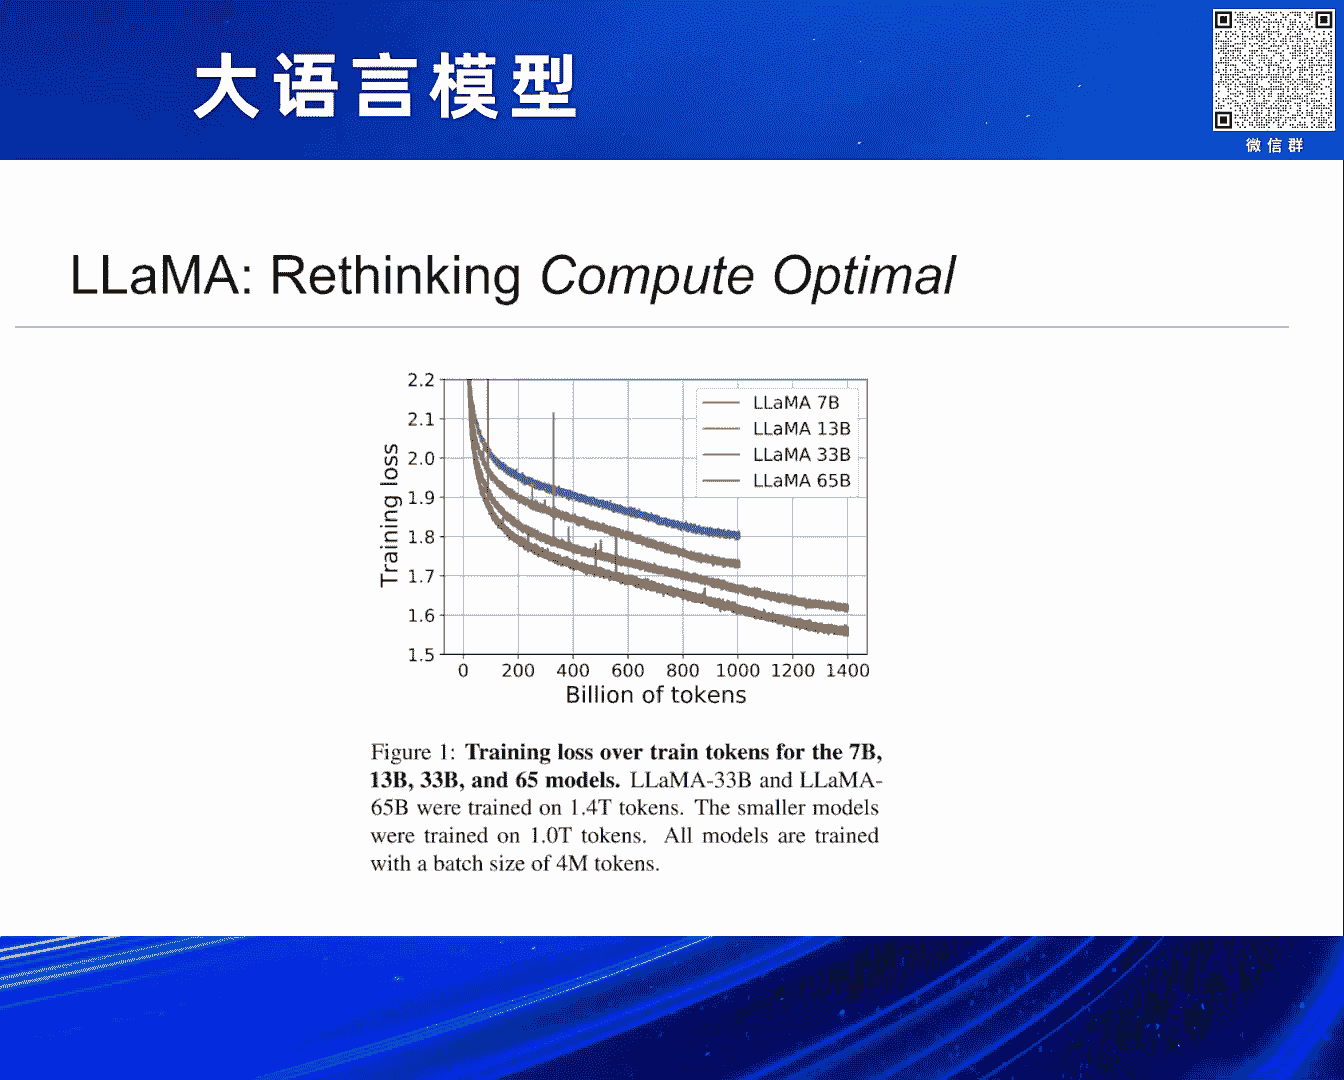 大语言模型
微信群
LLaMA: Rethinking Compute Optimal
2.2
2.1
2.0
1.9
1.8
1.7
1.6
1.5
Training loss
LLaMA 7B
LLaMA 13B
LLaMA 33B
LLaMA 65B
0 200 400 600 800 1000 1200 1400
Billion of tokens
Figure 1: Training loss over train tokens for the 7B,
13B, 33B, and 65 models. LLaMA-33B and LLaMA-
65B were trained on 1.4T tokens. The smaller models
were trained on 1.0T tokens. All models are trained
with a batch size of 4M tokens.